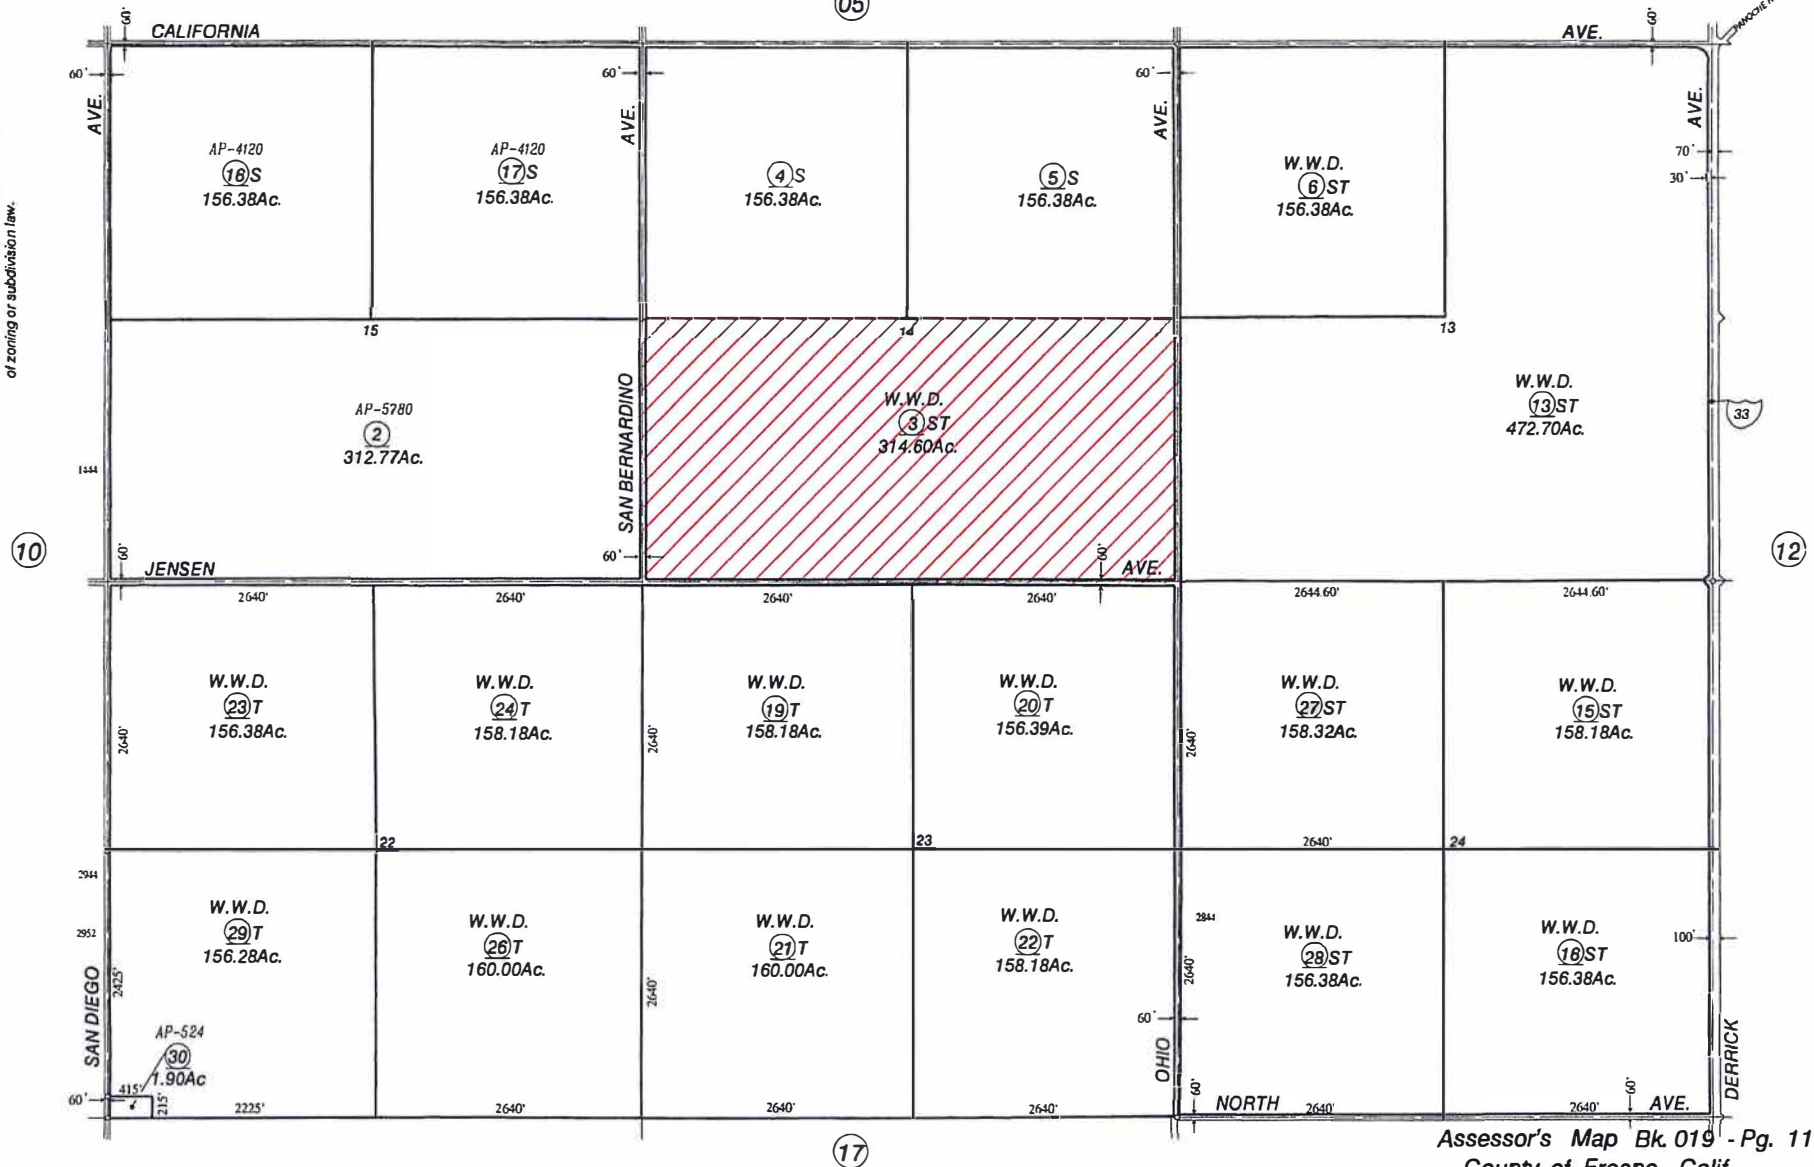 05
60'
CALIFORNIA
AVE.
60'
60'
60'
60'
AVE.
AVE.
AVE.
AVE.
70'
30'
of zoning or subdivision law.
AP-4120
16 S
156.38Ac.
AP-4120
17 S
156.38Ac.
4 S
156.38Ac.
5 S
156.38Ac.
W.W.D.
6 ST
156.38Ac.
15
14
13
AP-5780
2
312.77Ac.
SAN BERNARDINO
W.W.D.
3 ST
314.60Ac.
W.W.D.
13 ST
472.70Ac.
33
1444
10
12
60'
JENSEN
60'
60'
AVE.
2640'
2640'
2640'
2640'
2644.60'
2644.60'
W.W.D.
23 T
156.38Ac.
W.W.D.
24 T
158.18Ac.
W.W.D.
19 T
158.18Ac.
W.W.D.
20 T
156.39Ac.
W.W.D.
27 ST
158.32Ac.
W.W.D.
15 ST
158.18Ac.
2640'
2640'
2640'
22
23
2640'
24
2944
2952
W.W.D.
29 T
156.28Ac.
W.W.D.
26 T
160.00Ac.
W.W.D.
21 T
160.00Ac.
W.W.D.
22 T
158.18Ac.
2844
W.W.D.
28 ST
156.38Ac.
W.W.D.
16 ST
156.38Ac.
100'
SAN DIEGO
2425'
2640'
2640'
60'
OHIO
DERRICK
AP-524
30
1.90Ac
415'
215'
60'
2225'
2640'
2640'
2640'
60'
NORTH
2640'
2640'
60'
AVE.
17
Assessor's Map Bk. 019 - Pg. 11
County of Fresno, Calif.